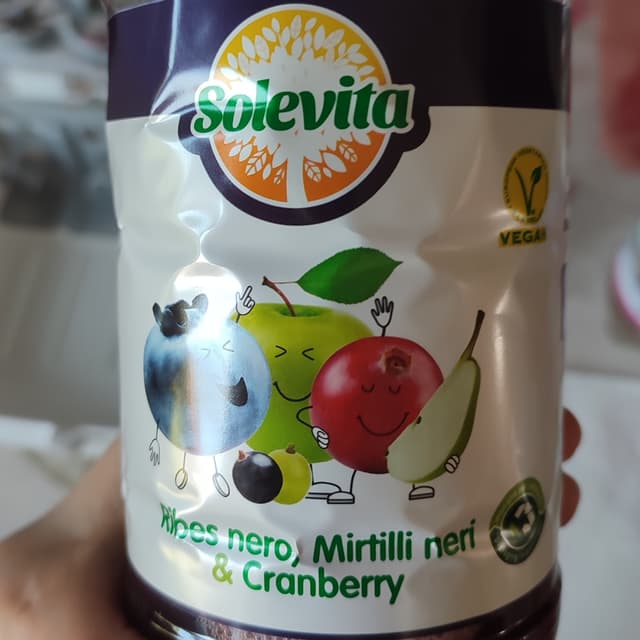 Solevita
VEGAN
Ribes nero, Mirtilli neri
& Cranberry